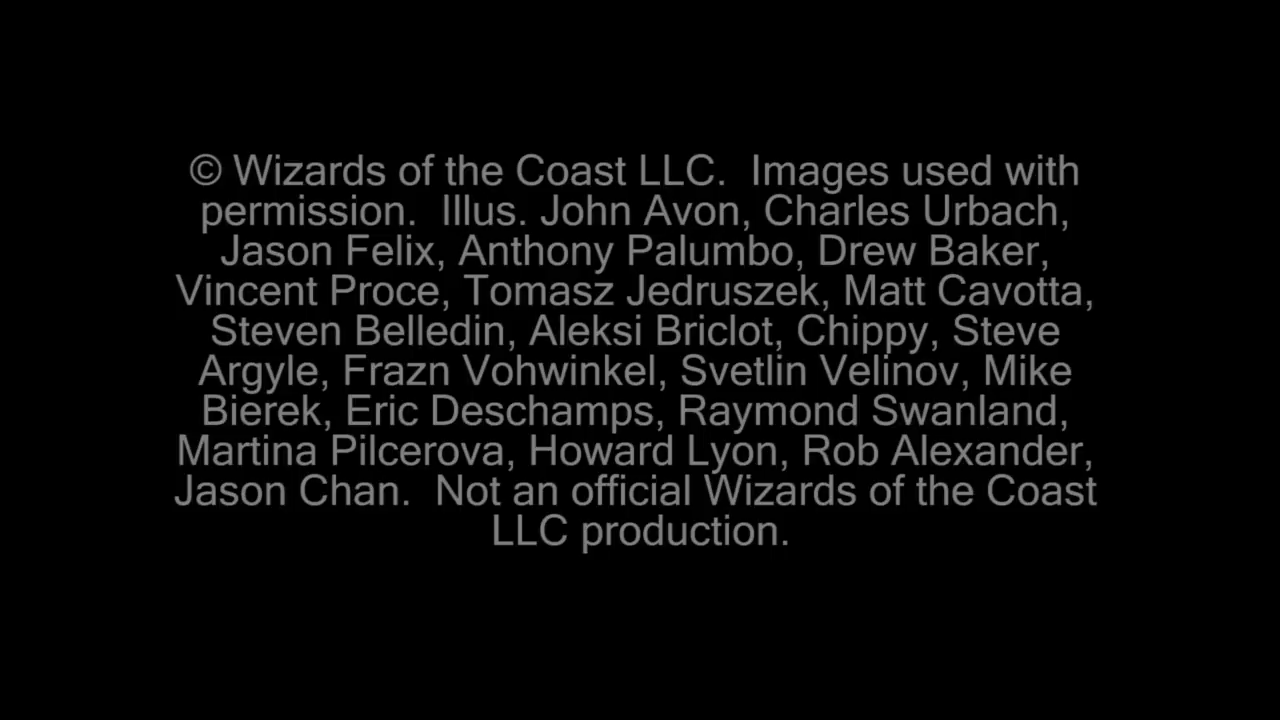 © Wizards of the Coast LLC.  Images used with
permission.  Illus. John Avon, Charles Urbach,
Jason Felix, Anthony Palumbo, Drew Baker,
Vincent Proce, Tomasz Jedruszek, Matt Cavotta,
Steven Belledin, Aleksi Briclot, Chippy, Steve
Argyle, Frazn Vohwinkel, Svetlin Velinov, Mike
Bierek, Eric Deschamps, Raymond Swanland,
Martina Pilcerova, Howard Lyon, Rob Alexander,
Jason Chan.  Not an official Wizards of the Coast
LLC production.